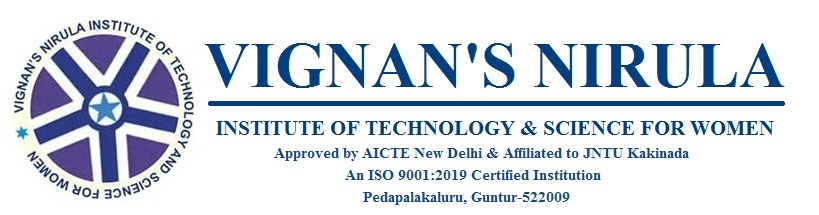 VIGNAN'S NIRULA INSTITUTE OF TECHNOLOGY AND SCIENCE FOR WOMEN
VIGNAN'S NIRULA
INSTITUTE OF TECHNOLOGY & SCIENCE FOR WOMEN
Approved by AICTE New Delhi & Affiliated to JNTU Kakinada
An ISO 9001:2019 Certified Institution
Pedapalakaluru, Guntur-522009